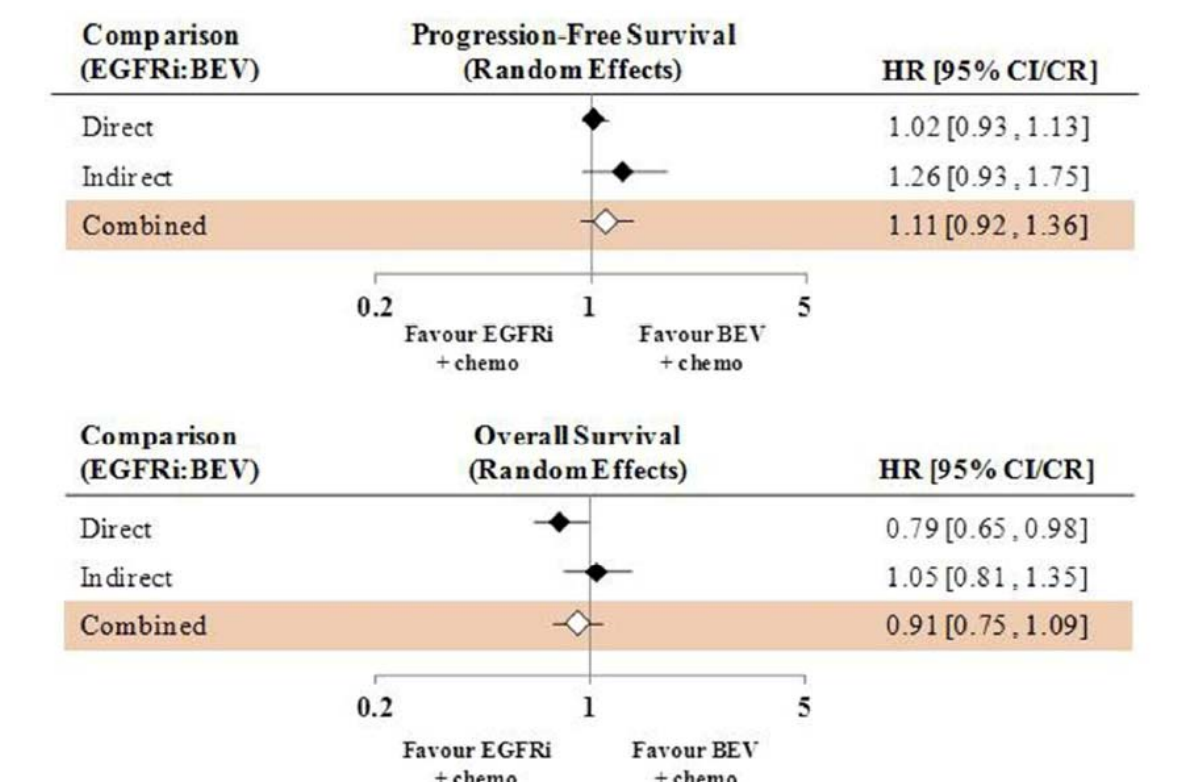 Comparison Progression-Free Survival
(EGFRi:BEV) (Random Effects) HR [95% CI/CR]
Direct 1.02 [0.93 , 1.13]
Indirect 1.26 [0.93 , 1.75]
Combined 1.11 [0.92 , 1.36]
0.2 1 5
Favour EGFRi Favour BEV
+ chemo + chemo
Comparison Overall Survival
(EGFRi:BEV) (Random Effects) HR [95% CI/CR]
Direct 0.79 [0.65 , 0.98]
Indirect 1.05 [0.81 , 1.35]
Combined 0.91 [0.75 , 1.09]
0.2 1 5
Favour EGFRi Favour BEV
+ chemo + chemo